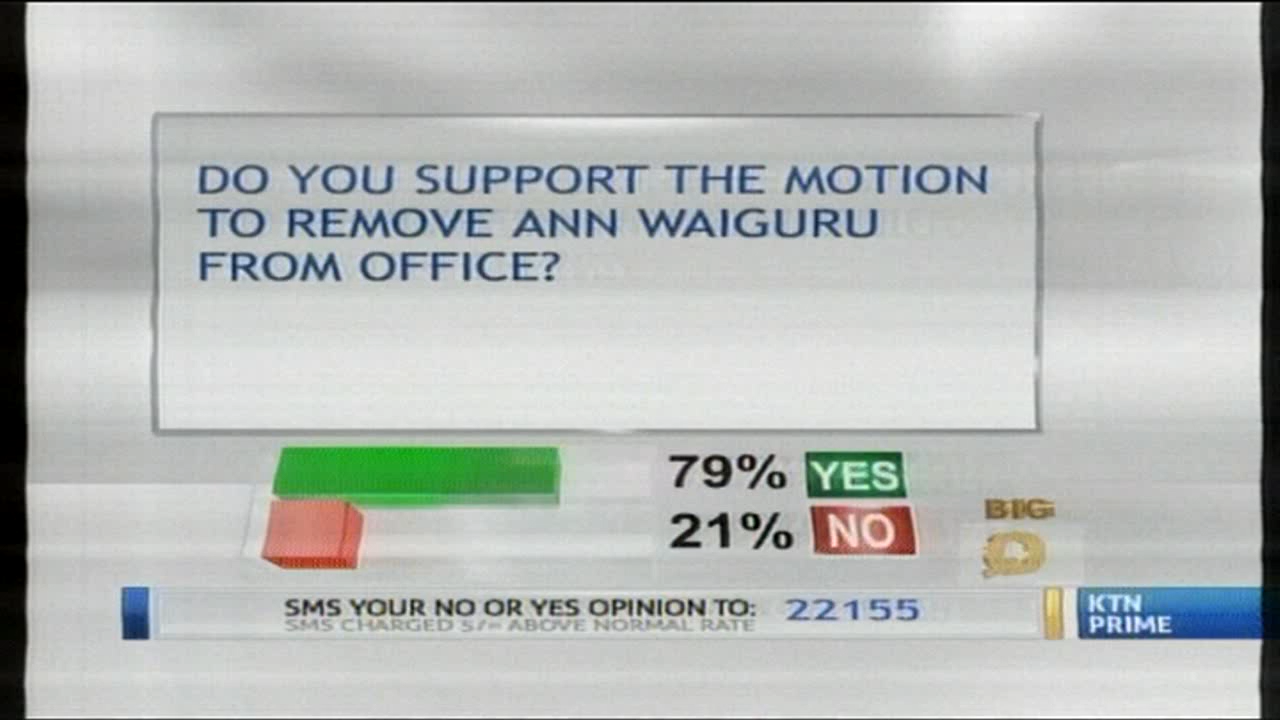 DO YOU SUPPORT THE MOTION
TO REMOVE ANN WAIGURU
FROM OFFICE?
79% YES
21% NO
BIG
SMS YOUR NO OR YES OPINION TO: 22155
SMS CHARGED 5/= ABOVE NORMAL RATE
KTN
PRIME